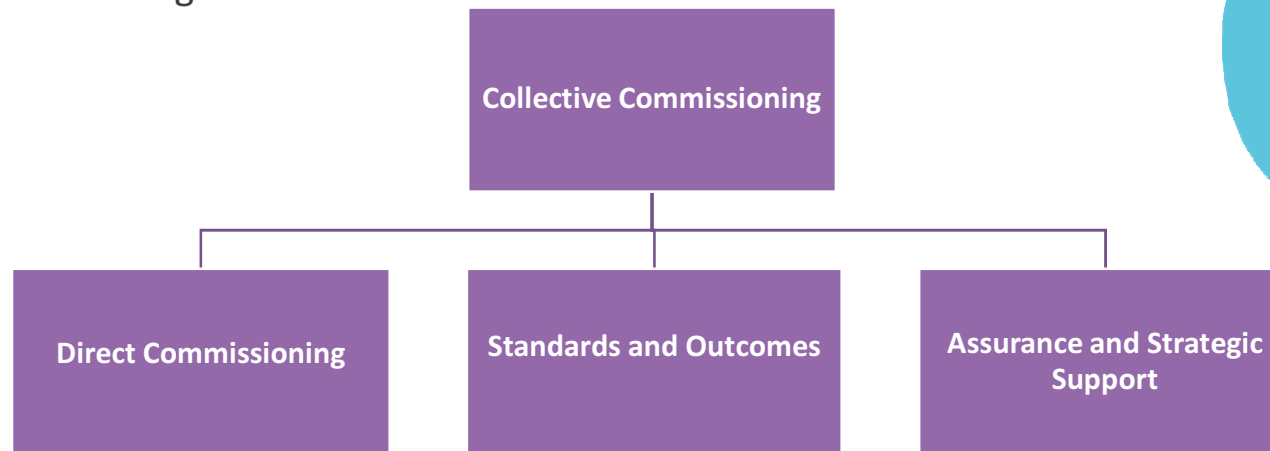 Collective Commissioning
Direct Commissioning
Standards and Outcomes
Assurance and Strategic
Support